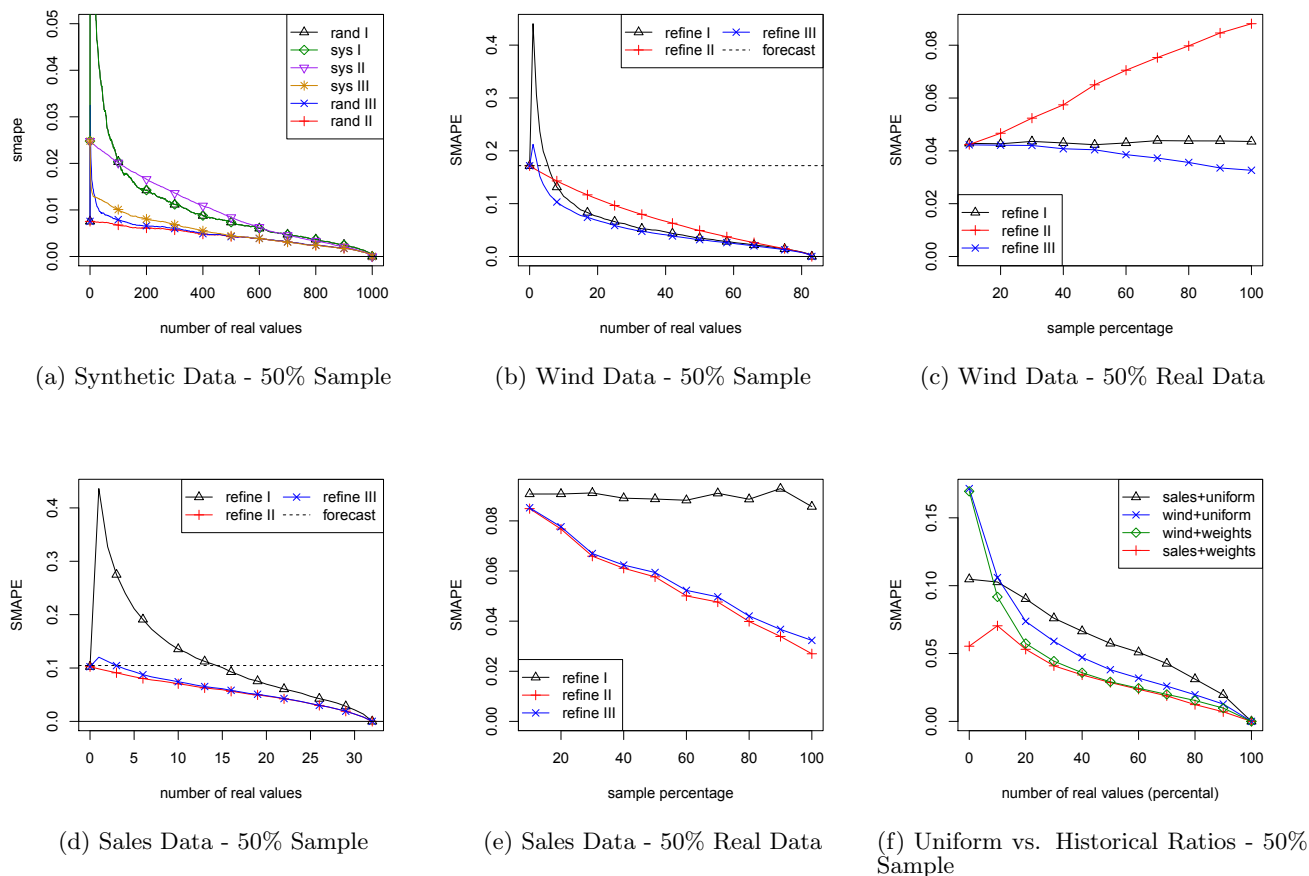 smape
0.00 0.01 0.02 0.03 0.04 0.05
rand I
sys I
sys II
sys III
rand III
rand II
0 200 400 600 800 1000
number of real values
(a) Synthetic Data - 50% Sample
SMAPE
0.0 0.1 0.2 0.3 0.4
refine I refine III
refine II forecast
0 20 40 60 80
number of real values
(b) Wind Data - 50% Sample
SMAPE
0.00 0.02 0.04 0.06 0.08
refine I
refine II
refine III
20 40 60 80 100
sample percentage
(c) Wind Data - 50% Real Data
SMAPE
0.0 0.1 0.2 0.3 0.4
refine I refine III
refine II forecast
0 5 10 15 20 25 30
number of real values
(d) Sales Data - 50% Sample
SMAPE
0.00 0.02 0.04 0.06 0.08
refine I
refine II
refine III
20 40 60 80 100
sample percentage
(e) Sales Data - 50% Real Data
SMAPE
0.00 0.05 0.10 0.15
sales+uniform
wind+uniform
wind+weights
sales+weights
0 20 40 60 80 100
number of real values (percental)
(f) Uniform vs. Historical Ratios - 50%
Sample